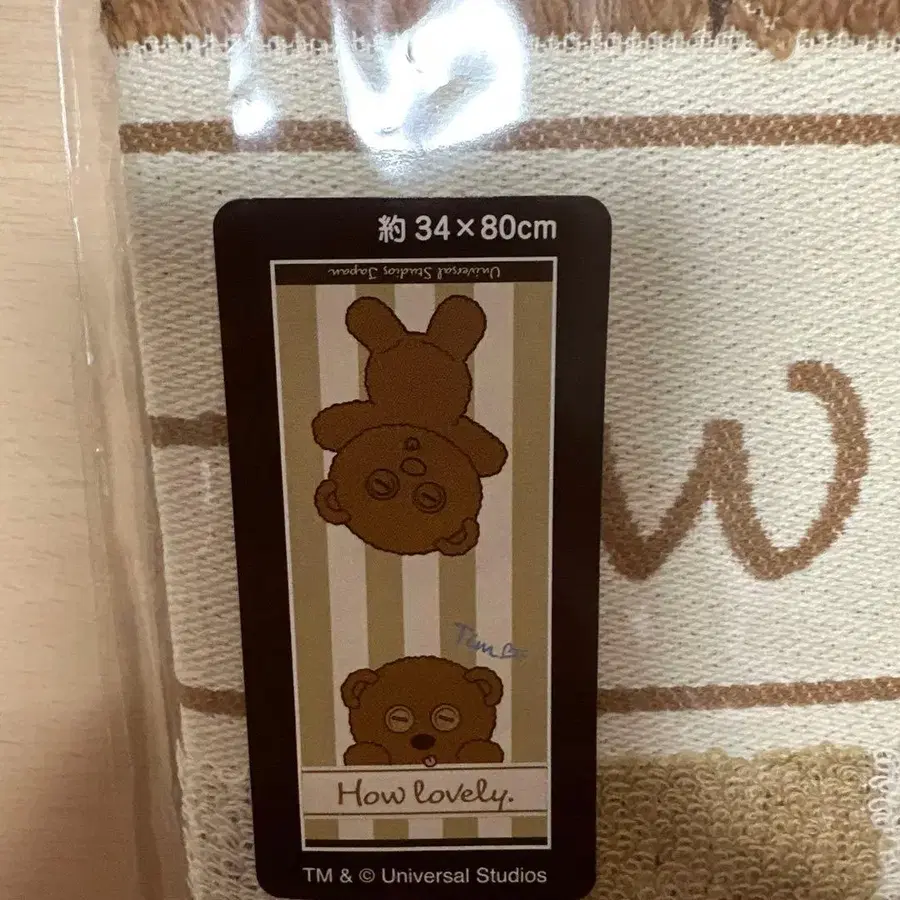 約 34×80cm
Universal Studios Japan
Tim
How lovely.
TM & © Universal Studios
w